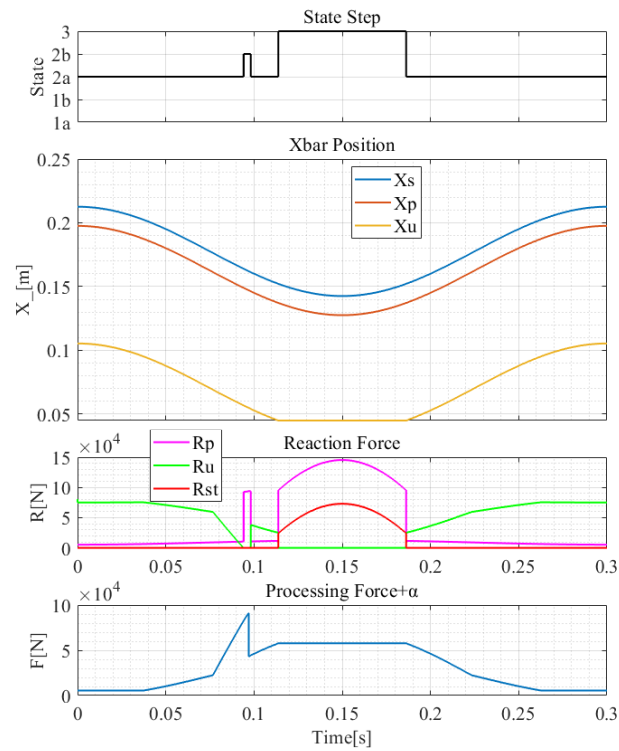 State Step
3
2b
2a
1b
1a
State
Xbar Position
0.25
0.2
0.15
0.1
0.05
X_[m]
Xs
Xp
Xu
Reaction Force
×10^4
15
10
5
0
R[N]
Rp
Ru
Rst
0 0.05 0.1 0.15 0.2 0.25 0.3
Processing Force+α
×10^4
10
5
0
F[N]
0 0.05 0.1 0.15 0.2 0.25 0.3
Time[s]